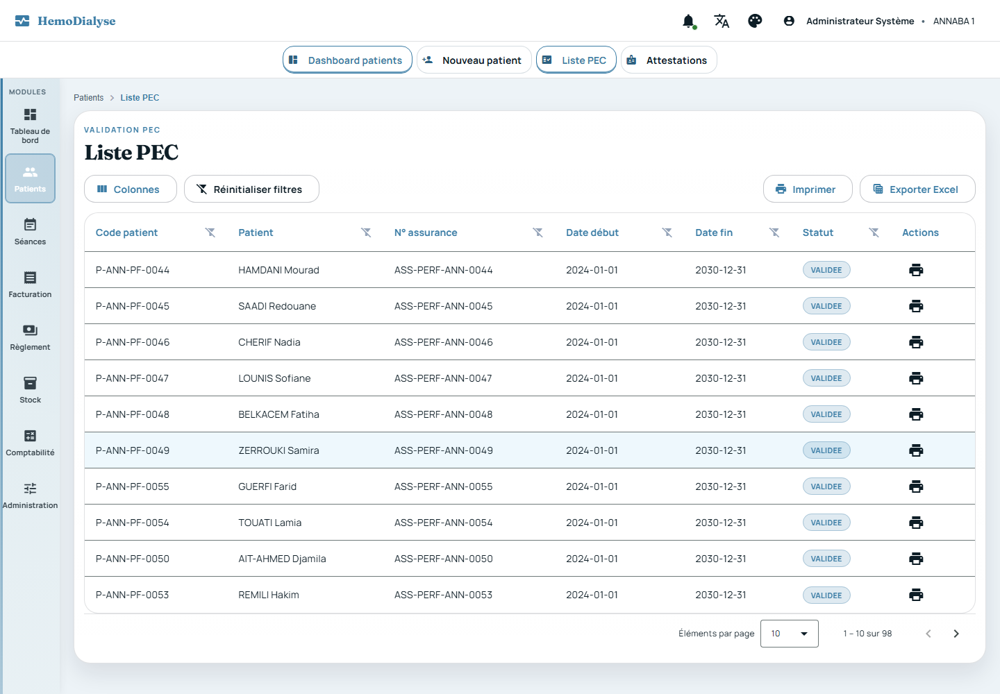 HemoDialyse
Administrateur Système • ANNABA 1
Dashboard patients
Nouveau patient
Liste PEC
Attestations
MODULES
Tableau de
bord
Patients
Séances
Facturation
Règlement
Stock
Comptabilité
Administration
Patients > Liste PEC
VALIDATION PEC
Liste PEC
Colonnes
Réinitialiser filtres
Imprimer
Exporter Excel
Code patient Patient N° assurance Date début Date fin Statut Actions
P-ANN-PF-0044 HAMDANI Mourad ASS-PERF-ANN-0044 2024-01-01 2030-12-31 VALIDEE
P-ANN-PF-0045 SAADI Redouane ASS-PERF-ANN-0045 2024-01-01 2030-12-31 VALIDEE
P-ANN-PF-0046 CHERIF Nadia ASS-PERF-ANN-0046 2024-01-01 2030-12-31 VALIDEE
P-ANN-PF-0047 LOUNIS Sofiane ASS-PERF-ANN-0047 2024-01-01 2030-12-31 VALIDEE
P-ANN-PF-0048 BELKACEM Fatiha ASS-PERF-ANN-0048 2024-01-01 2030-12-31 VALIDEE
P-ANN-PF-0049 ZERROUKI Samira ASS-PERF-ANN-0049 2024-01-01 2030-12-31 VALIDEE
P-ANN-PF-0055 GUERFI Farid ASS-PERF-ANN-0055 2024-01-01 2030-12-31 VALIDEE
P-ANN-PF-0054 TOUATI Lamia ASS-PERF-ANN-0054 2024-01-01 2030-12-31 VALIDEE
P-ANN-PF-0050 AIT-AHMED Djamila ASS-PERF-ANN-0050 2024-01-01 2030-12-31 VALIDEE
P-ANN-PF-0053 REMILI Hakim ASS-PERF-ANN-0053 2024-01-01 2030-12-31 VALIDEE
Éléments par page 10 1 – 10 sur 98